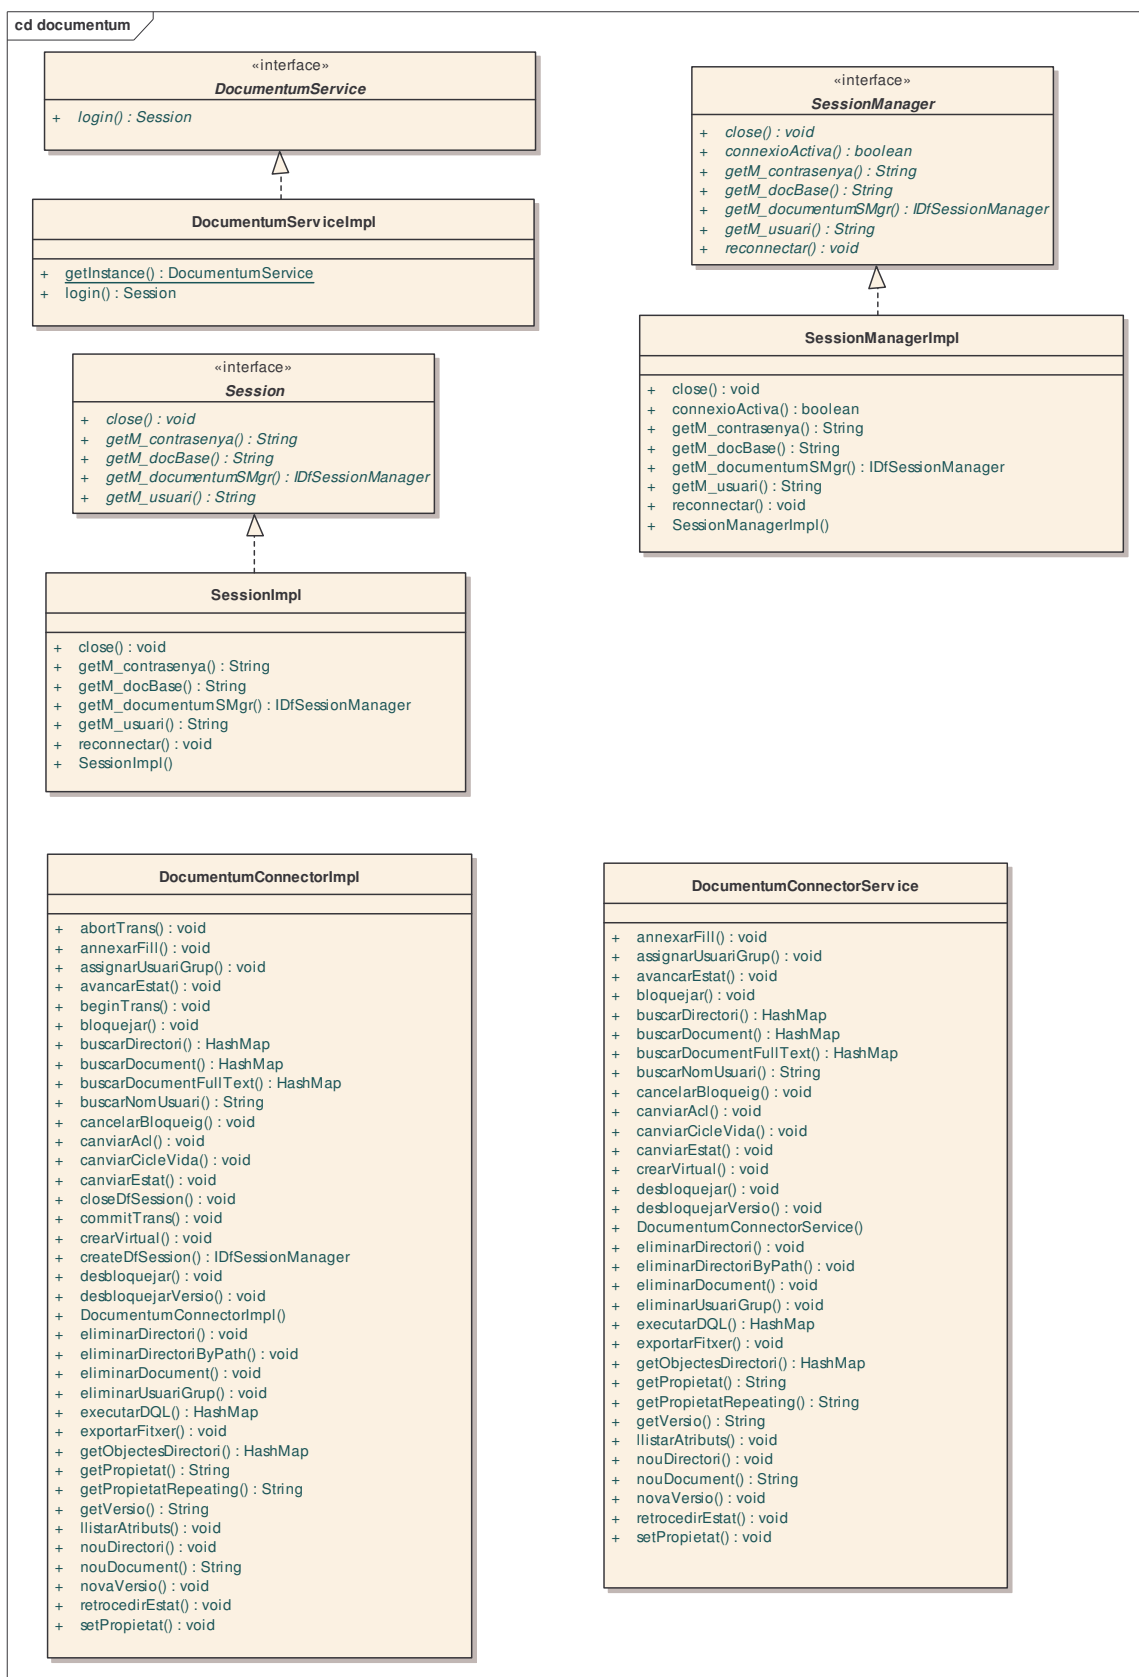 cd documentum
«interface»
DocumentumService
+ login() : Session
DocumentumServiceImpl
+ getInstance() : DocumentumService
+ login() : Session
«interface»
Session
+ close() : void
+ getM_contrasenya() : String
+ getM_docBase() : String
+ getM_documentumSMgr() : IDfSessionManager
+ getM_usuari() : String
SessionImpl
+ close() : void
+ getM_contrasenya() : String
+ getM_docBase() : String
+ getM_documentumSMgr() : IDfSessionManager
+ getM_usuari() : String
+ reconnectar() : void
+ SessionImpl()
«interface»
SessionManager
+ close() : void
+ connexioActiva() : boolean
+ getM_contrasenya() : String
+ getM_docBase() : String
+ getM_documentumSMgr() : IDfSessionManager
+ getM_usuari() : String
+ reconnectar() : void
SessionManagerImpl
+ close() : void
+ connexioActiva() : boolean
+ getM_contrasenya() : String
+ getM_docBase() : String
+ getM_documentumSMgr() : IDfSessionManager
+ getM_usuari() : String
+ reconnectar() : void
+ SessionManagerImpl()
DocumentumConnectorImpl
+ abortTrans() : void
+ annexarFill() : void
+ assignarUsuariGrup() : void
+ avancarEstat() : void
+ beginTrans() : void
+ bloquejar() : void
+ buscarDirectori() : HashMap
+ buscarDocument() : HashMap
+ buscarDocumentFullText() : HashMap
+ buscarNomUsuari() : String
+ cancelarBloqueig() : void
+ canviarAcl() : void
+ canviarCicleVida() : void
+ canviarEstat() : void
+ closeDfSession() : void
+ commitTrans() : void
+ crearVirtual() : void
+ createDfSession() : IDfSessionManager
+ desbloquejar() : void
+ desbloquejarVersio() : void
+ DocumentumConnectorImpl()
+ eliminarDirectori() : void
+ eliminarDirectoriByPath() : void
+ eliminarDocument() : void
+ eliminarUsuariGrup() : void
+ executarDQL() : HashMap
+ exportarFitxer() : void
+ getObjectesDirectori() : HashMap
+ getPropietat() : String
+ getPropietatRepeating() : String
+ getVersio() : String
+ llistarAtributs() : void
+ nouDirectori() : void
+ nouDocument() : String
+ novaVersio() : void
+ retrocedirEstat() : void
+ setPropietat() : void
DocumentumConnectorService
+ annexarFill() : void
+ assignarUsuariGrup() : void
+ avancarEstat() : void
+ bloquejar() : void
+ buscarDirectori() : HashMap
+ buscarDocument() : HashMap
+ buscarDocumentFullText() : HashMap
+ buscarNomUsuari() : String
+ cancelarBloqueig() : void
+ canviarAcl() : void
+ canviarCicleVida() : void
+ canviarEstat() : void
+ crearVirtual() : void
+ desbloquejar() : void
+ desbloquejarVersio() : void
+ DocumentumConnectorService()
+ eliminarDirectori() : void
+ eliminarDirectoriByPath() : void
+ eliminarDocument() : void
+ eliminarUsuariGrup() : void
+ executarDQL() : HashMap
+ exportarFitxer() : void
+ getObjectesDirectori() : HashMap
+ getPropietat() : String
+ getPropietatRepeating() : String
+ getVersio() : String
+ llistarAtributs() : void
+ nouDirectori() : void
+ nouDocument() : String
+ novaVersio() : void
+ retrocedirEstat() : void
+ setPropietat() : void